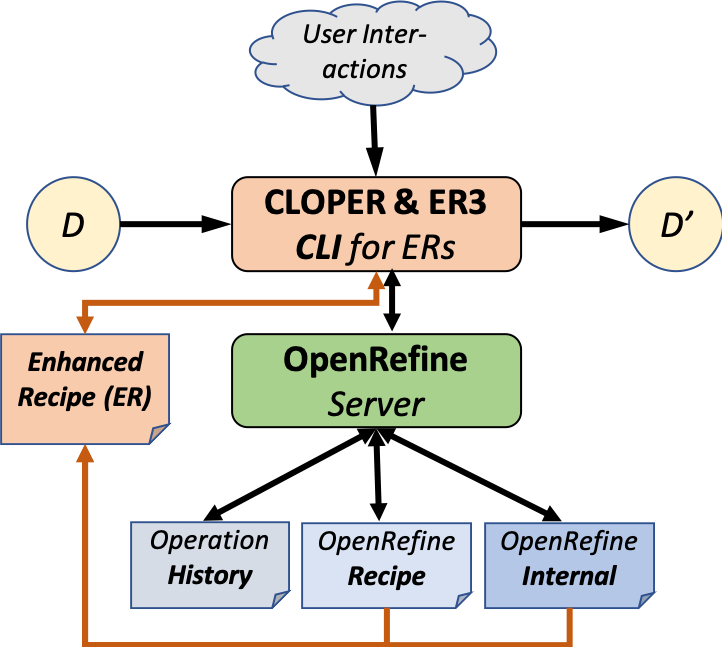 User Inter-
actions
D
CLOPER & ER3
CLI for ERs
D’
Enhanced
Recipe (ER)
OpenRefine
Server
Operation
History
OpenRefine
Recipe
OpenRefine
Internal